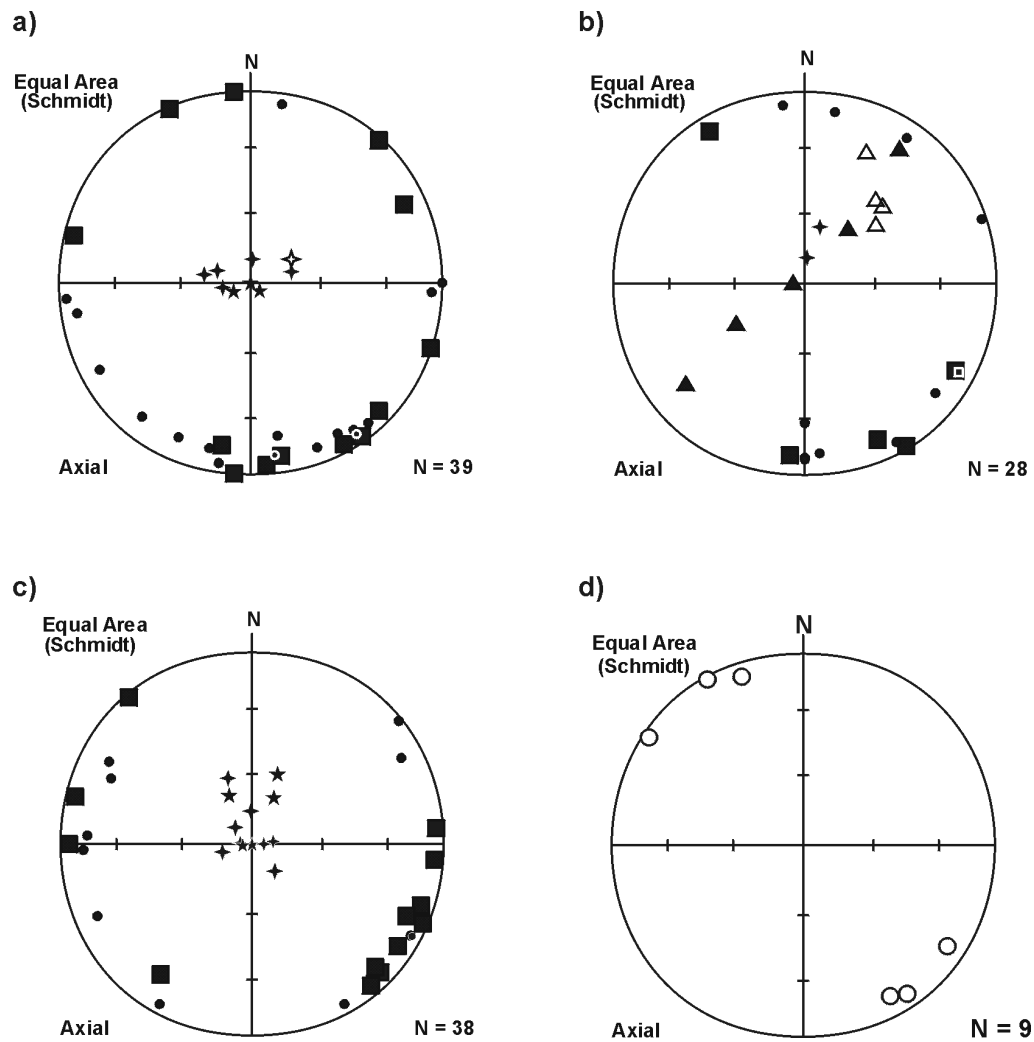 a)
N
Equal Area
(Schmidt)
Axial
N = 39
b)
N
Equal Area
(Schmidt)
Axial
N = 28
c)
N
Equal Area
(Schmidt)
Axial
N = 38
d)
N
Equal Area
(Schmidt)
Axial
N = 9